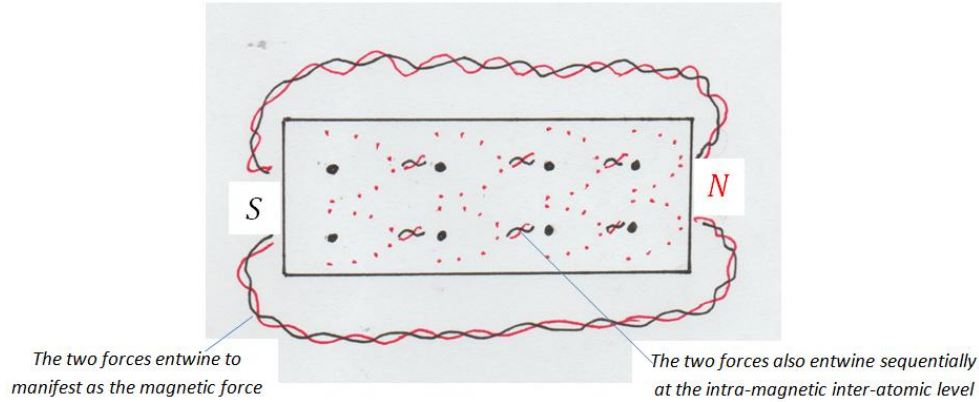 S
N
The two forces entwine to
manifest as the magnetic force
The two forces also entwine sequentially
at the intra-magnetic inter-atomic level